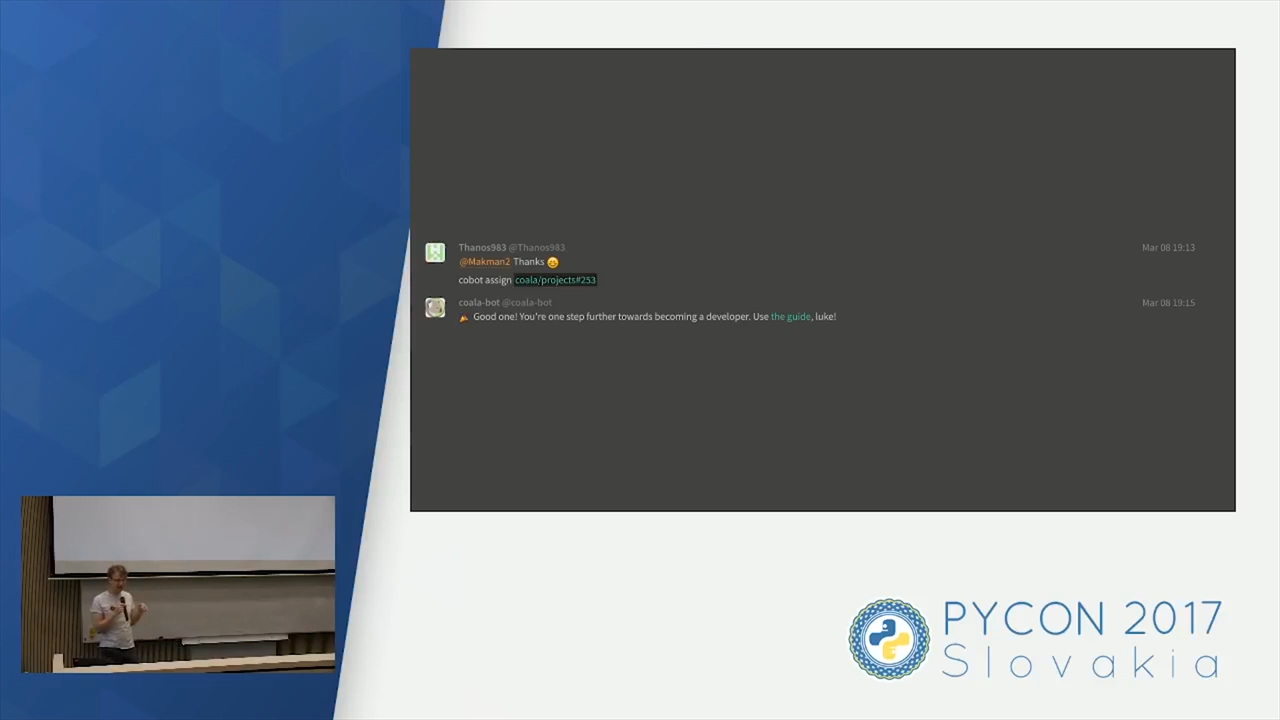 Thanos983 @Thanos983 Mar 08 19:13
@Makman2 Thanks 😄
cobot assign coala/projects#253
coala-bot @coala-bot Mar 08 19:15
Good one! You're one step further towards becoming a developer. Use the guide, luke!
PYCON 2017
Slovakia